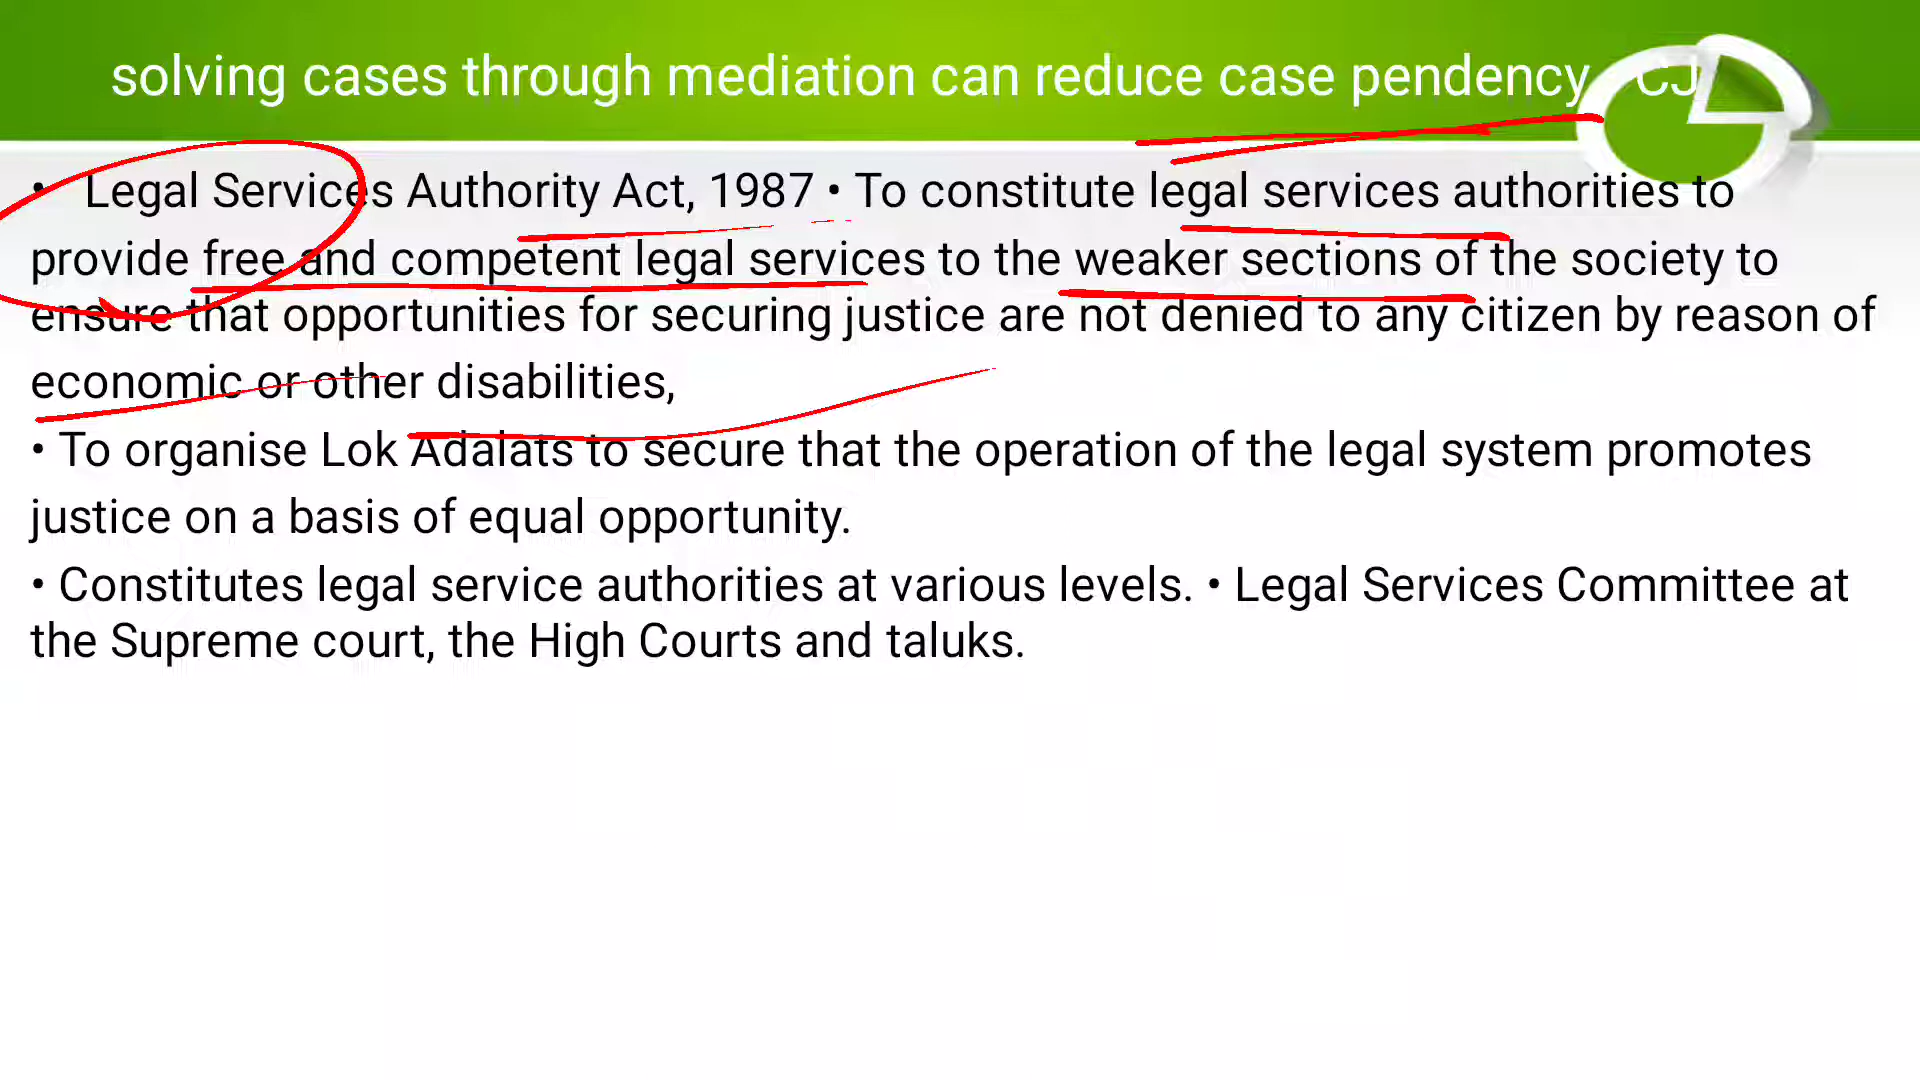 solving cases through mediation can reduce case pendency CJ
• Legal Services Authority Act, 1987 • To constitute legal services authorities to
provide free and competent legal services to the weaker sections of the society to
ensure that opportunities for securing justice are not denied to any citizen by reason of
economic or other disabilities,
• To organise Lok Adalats to secure that the operation of the legal system promotes
justice on a basis of equal opportunity.
• Constitutes legal service authorities at various levels. • Legal Services Committee at
the Supreme court, the High Courts and taluks.